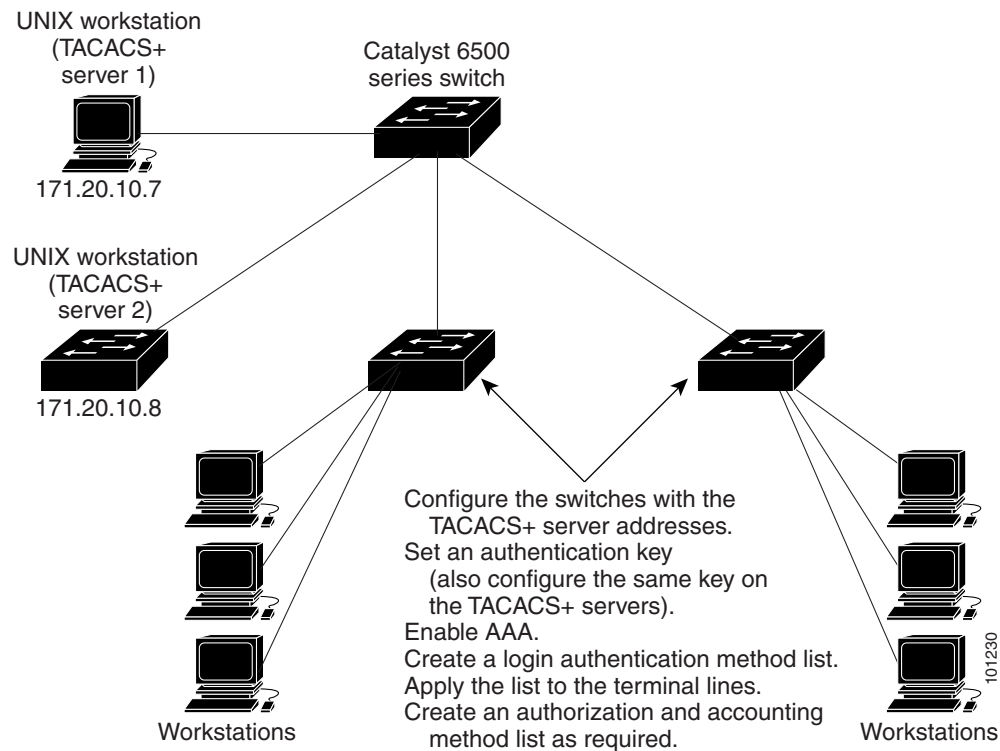 UNIX workstation
(TACACS+
server 1)
Catalyst 6500
series switch
171.20.10.7
UNIX workstation
(TACACS+
server 2)
171.20.10.8
Configure the switches with the
TACACS+ server addresses.
Set an authentication key
(also configure the same key on
the TACACS+ servers).
Enable AAA.
Create a login authentication method list.
Apply the list to the terminal lines.
Create an authorization and accounting
method list as required.
Workstations
Workstations
101230